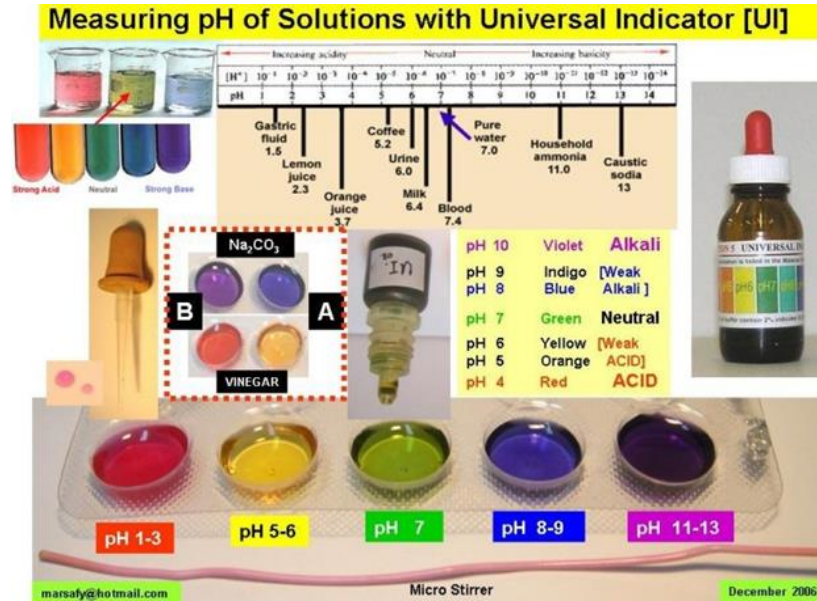 Measuring pH of Solutions with Universal Indicator [UI]
Increasing acidity Neutral Increasing basicity
[H⁺] 10⁻¹ 10⁻² 10⁻³ 10⁻⁴ 10⁻⁵ 10⁻⁶ 10⁻⁷ 10⁻⁸ 10⁻⁹ 10⁻¹⁰ 10⁻¹¹ 10⁻¹² 10⁻¹³ 10⁻¹⁴
pH 1 2 3 4 5 6 7 8 9 10 11 12 13 14
Gastric
fluid
1.5
Lemon
juice
2.3
Orange
juice
3.7
Coffee
5.2
Urine
6.0
Milk
6.4
Blood
7.4
Pure
water
7.0
Household
ammonia
11.0
Caustic
sodia
13
Strong Acid Neutral Strong Base
Na₂CO₃
B A
VINEGAR
UI.
pH 10 Violet Alkali
pH 9 Indigo [Weak
pH 8 Blue Alkali ]
pH 7 Green Neutral
pH 6 Yellow [Weak
pH 5 Orange ACID]
pH 4 Red ACID
UNIVERSAL
pH6 pH7
pH 1-3 pH 5-6 pH 7 pH 8-9 pH 11-13
Micro Stirrer
marsafy@hotmail.com December 2006